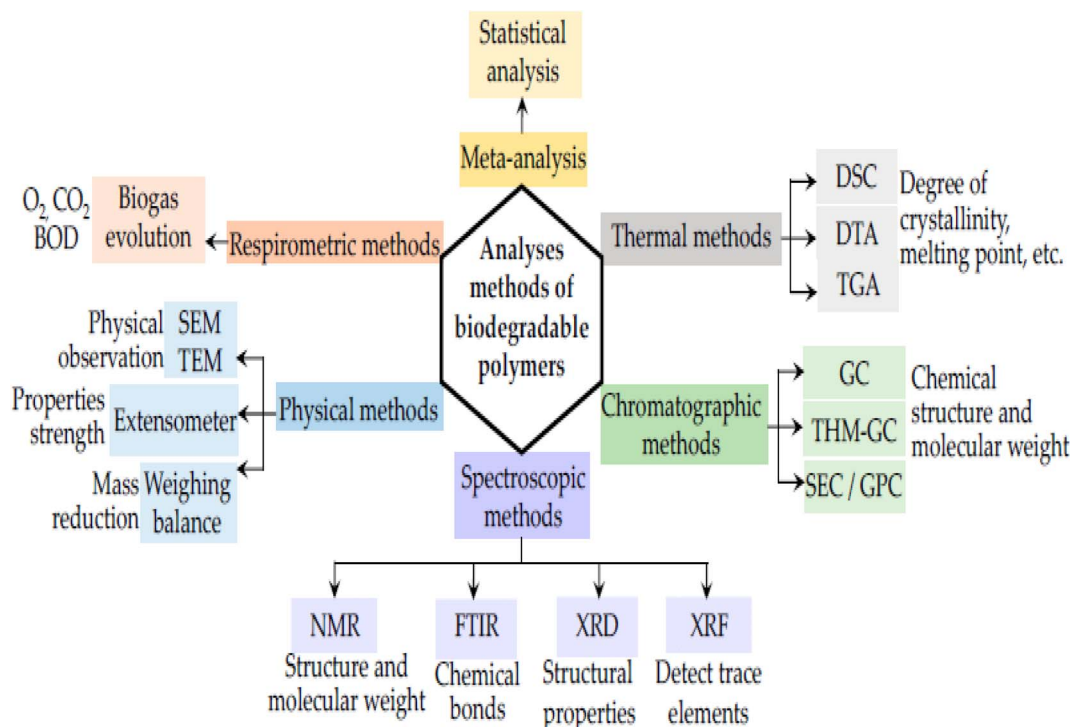 Statistical
analysis
Meta-analysis
O₂, CO₂
BOD
Biogas
evolution
Respirometric methods
Analyses
methods of
biodegradable
polymers
Thermal methods
DSC
DTA
TGA
Degree of
crystallinity,
melting point, etc.
Physical
observation
SEM
TEM
Properties
strength
Extensometer
Mass
reduction
Weighing
balance
Physical methods
Chromatographic
methods
GC
THM-GC
SEC / GPC
Chemical
structure and
molecular weight
Spectroscopic
methods
NMR
Structure and
molecular weight
FTIR
Chemical
bonds
XRD
Structural
properties
XRF
Detect trace
elements